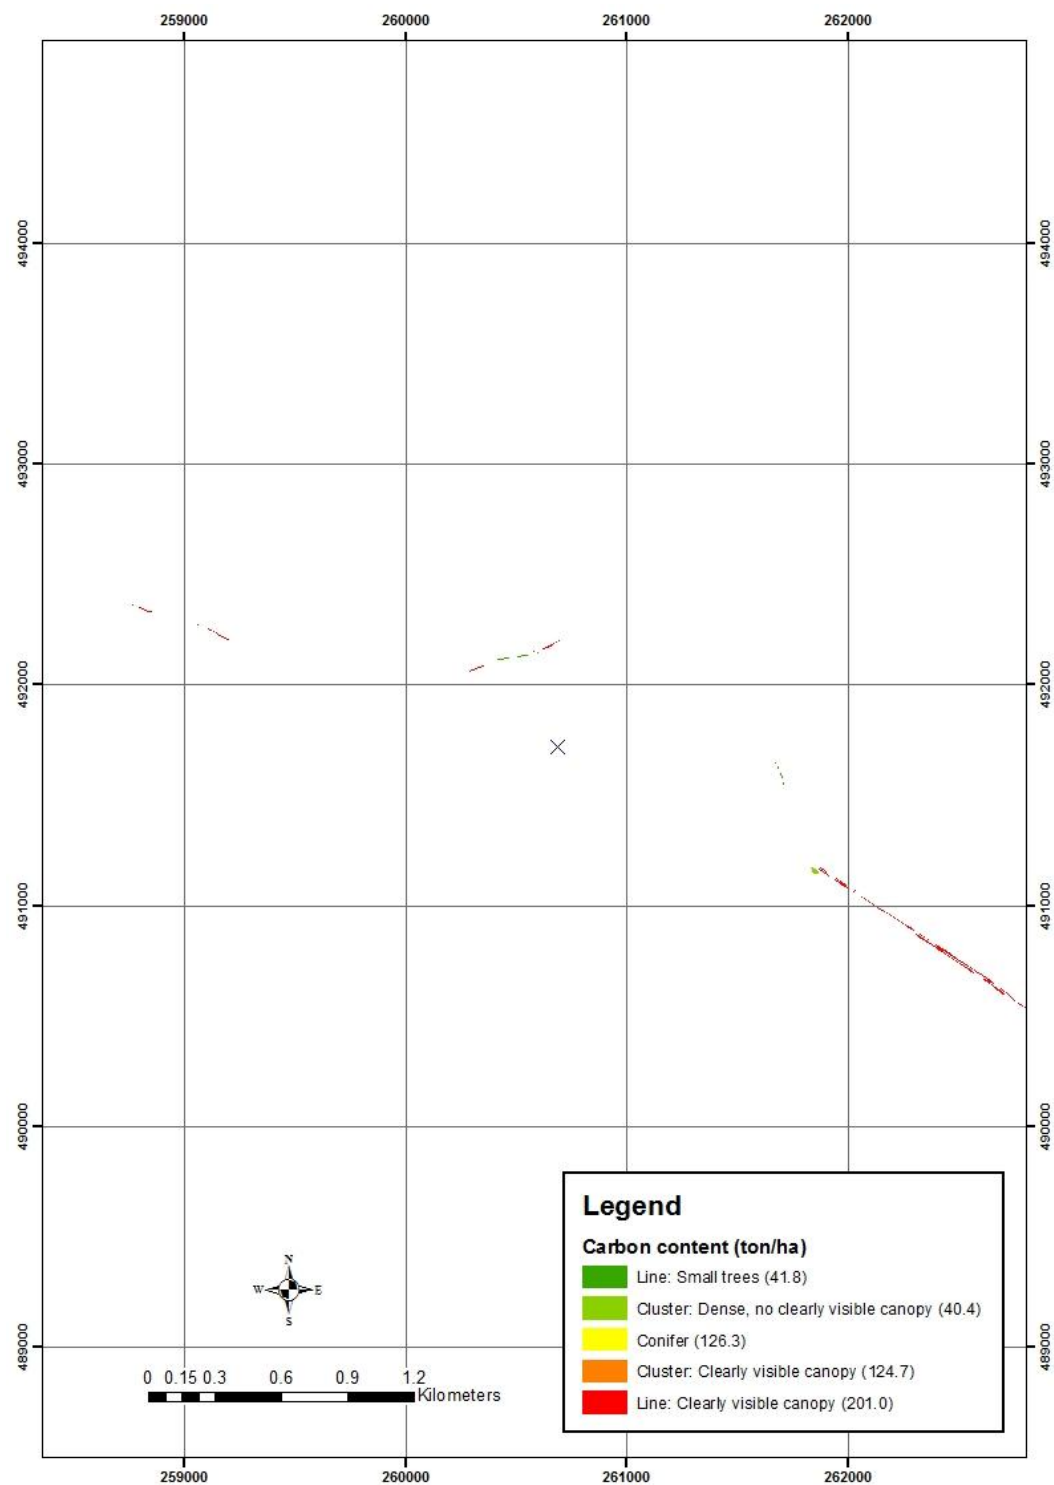 259000 260000 261000 262000
494000 494000
493000 493000
492000 492000
491000 491000
490000 490000
489000 489000
N
W E
S
0 0.15 0.3 0.6 0.9 1.2
Kilometers
Legend
Carbon content (ton/ha)
Line: Small trees (41.8)
Cluster: Dense, no clearly visible canopy (40.4)
Conifer (126.3)
Cluster: Clearly visible canopy (124.7)
Line: Clearly visible canopy (201.0)
259000 260000 261000 262000